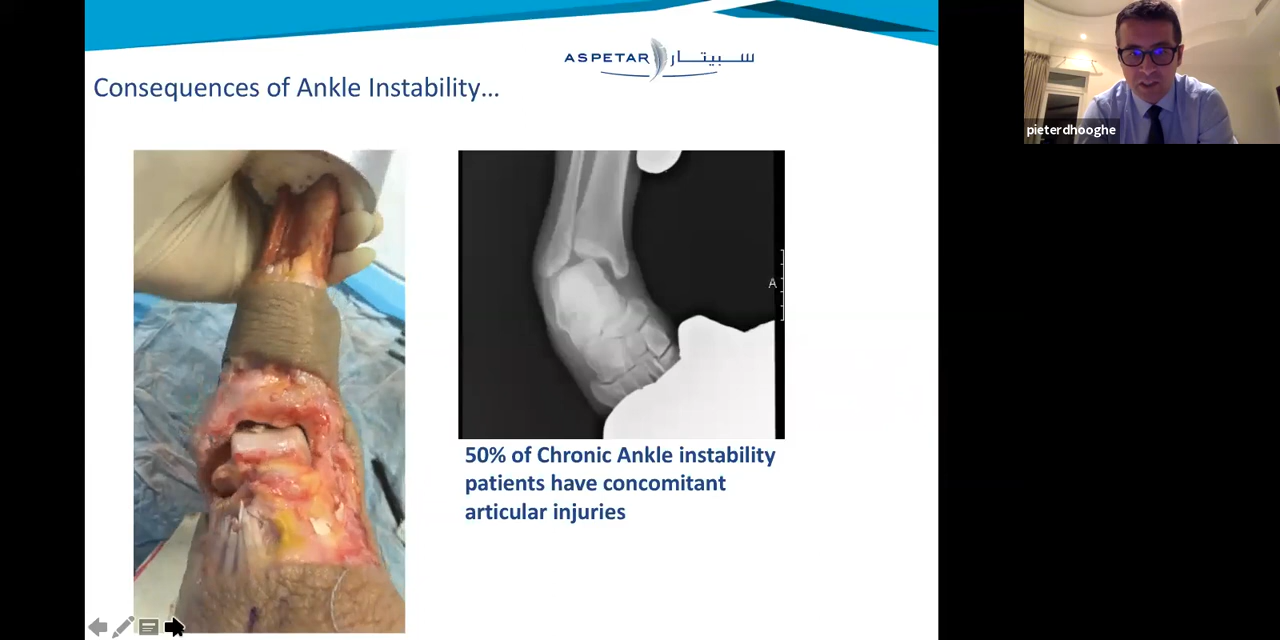 ASPETAR سبيتار
Consequences of Ankle Instability...
pieterdhooghe
A
50% of Chronic Ankle instability
patients have concomitant
articular injuries